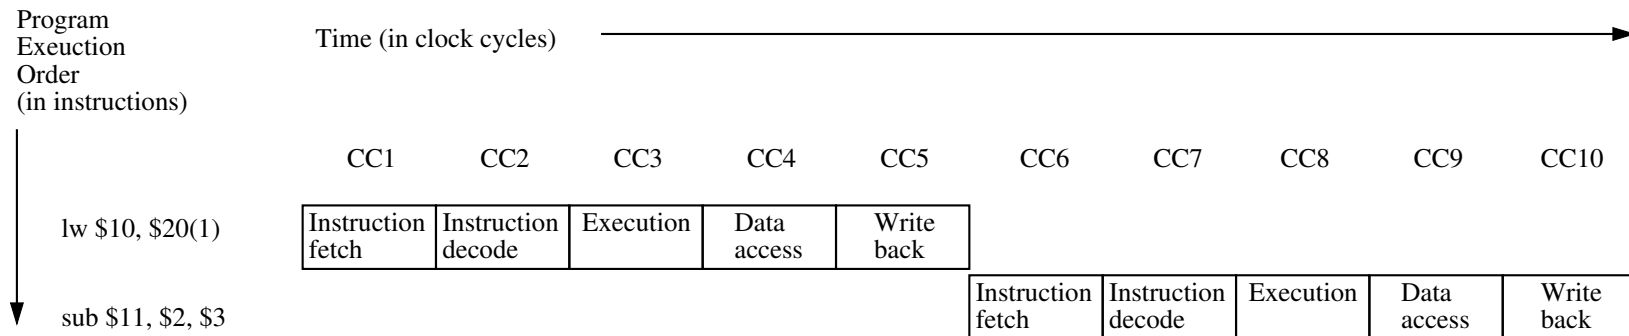 Program
Exeuction
Order
(in instructions)
Time (in clock cycles)
CC1 CC2 CC3 CC4 CC5 CC6 CC7 CC8 CC9 CC10
lw $10, $20(1)
Instruction fetch
Instruction decode
Execution
Data access
Write back
sub $11, $2, $3
Instruction fetch
Instruction decode
Execution
Data access
Write back